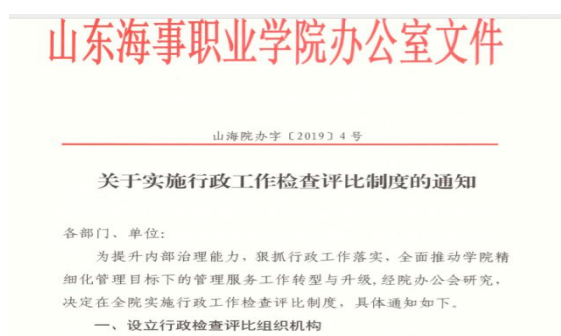 山东海事职业学院办公室文件
山海院办字〔2019〕4 号
关于实施行政工作检查评比制度的通知
各部门、单位:
为提升内部治理能力，狠抓行政工作落实，全面推动学院精
细化管理目标下的管理服务工作转型与升级,经院办公会研究，
决定在全院实施行政工作检查评比制度，具体通知如下。
一、设立行政检查评比组织机构